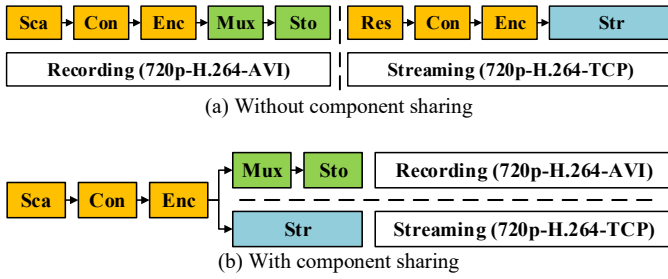 Sca Con Enc Mux Sto Res Con Enc Str
Recording (720p-H.264-AVI) Streaming (720p-H.264-TCP)
(a) Without component sharing
Mux Sto Recording (720p-H.264-AVI)
Sca Con Enc
Str Streaming (720p-H.264-TCP)
(b) With component sharing